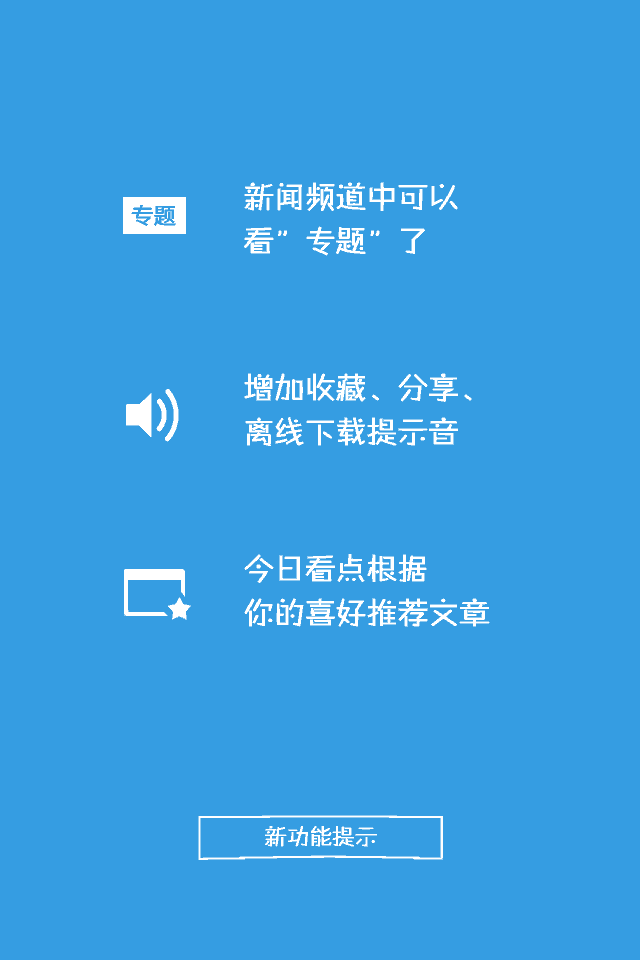 专题
新闻频道中可以
看”专题”了
增加收藏、分享、
离线下载提示音
今日看点根据
你的喜好推荐文章
新功能提示